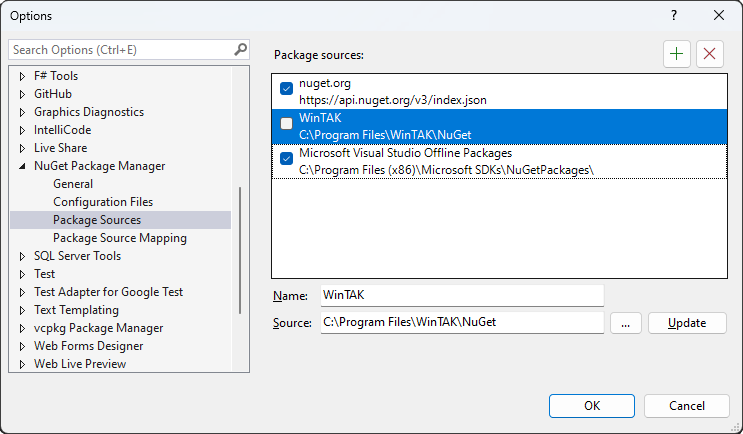 Options
?
Search Options (Ctrl+E)
F# Tools
GitHub
Graphics Diagnostics
IntelliCode
Live Share
NuGet Package Manager
General
Configuration Files
Package Sources
Package Source Mapping
SQL Server Tools
Test
Test Adapter for Google Test
Text Templating
vcpkg Package Manager
Web Forms Designer
Web Live Preview
Package sources:
nuget.org
https://api.nuget.org/v3/index.json
WinTAK
C:\Program Files\WinTAK\NuGet
Microsoft Visual Studio Offline Packages
C:\Program Files (x86)\Microsoft SDKs\NuGetPackages\
Name: WinTAK
Source: C:\Program Files\WinTAK\NuGet ... Update
OK Cancel